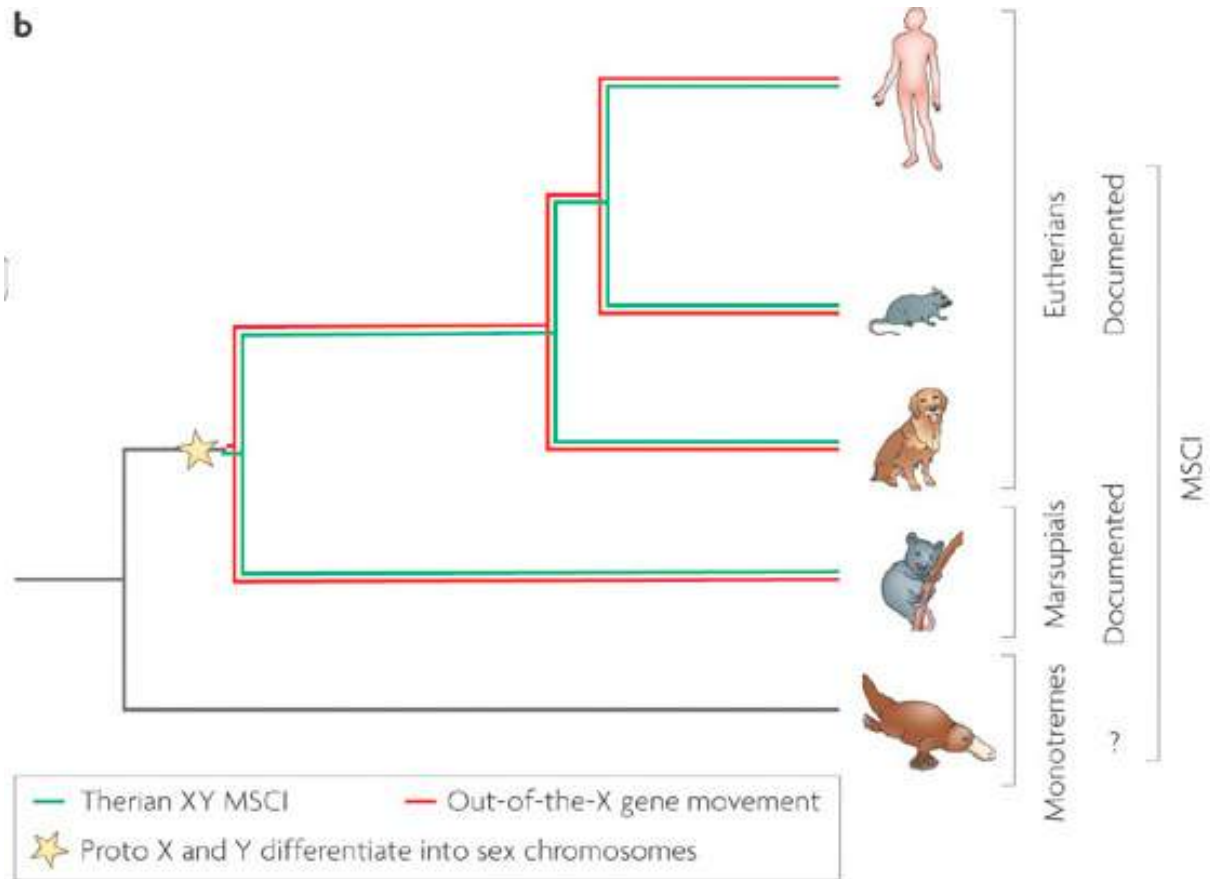 b
Eutherians
Documented
Marsupials
Documented
MSCI
Monotremes
?
Therian XY MSCI
Out-of-the-X gene movement
Proto X and Y differentiate into sex chromosomes